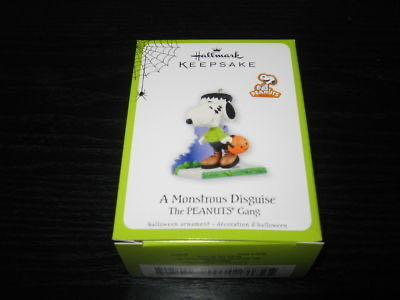 Hallmark
KEEPSAKE
PEANUTS
A Monstrous Disguise
The PEANUTS® Gang
halloween ornament - décoration d'halloween